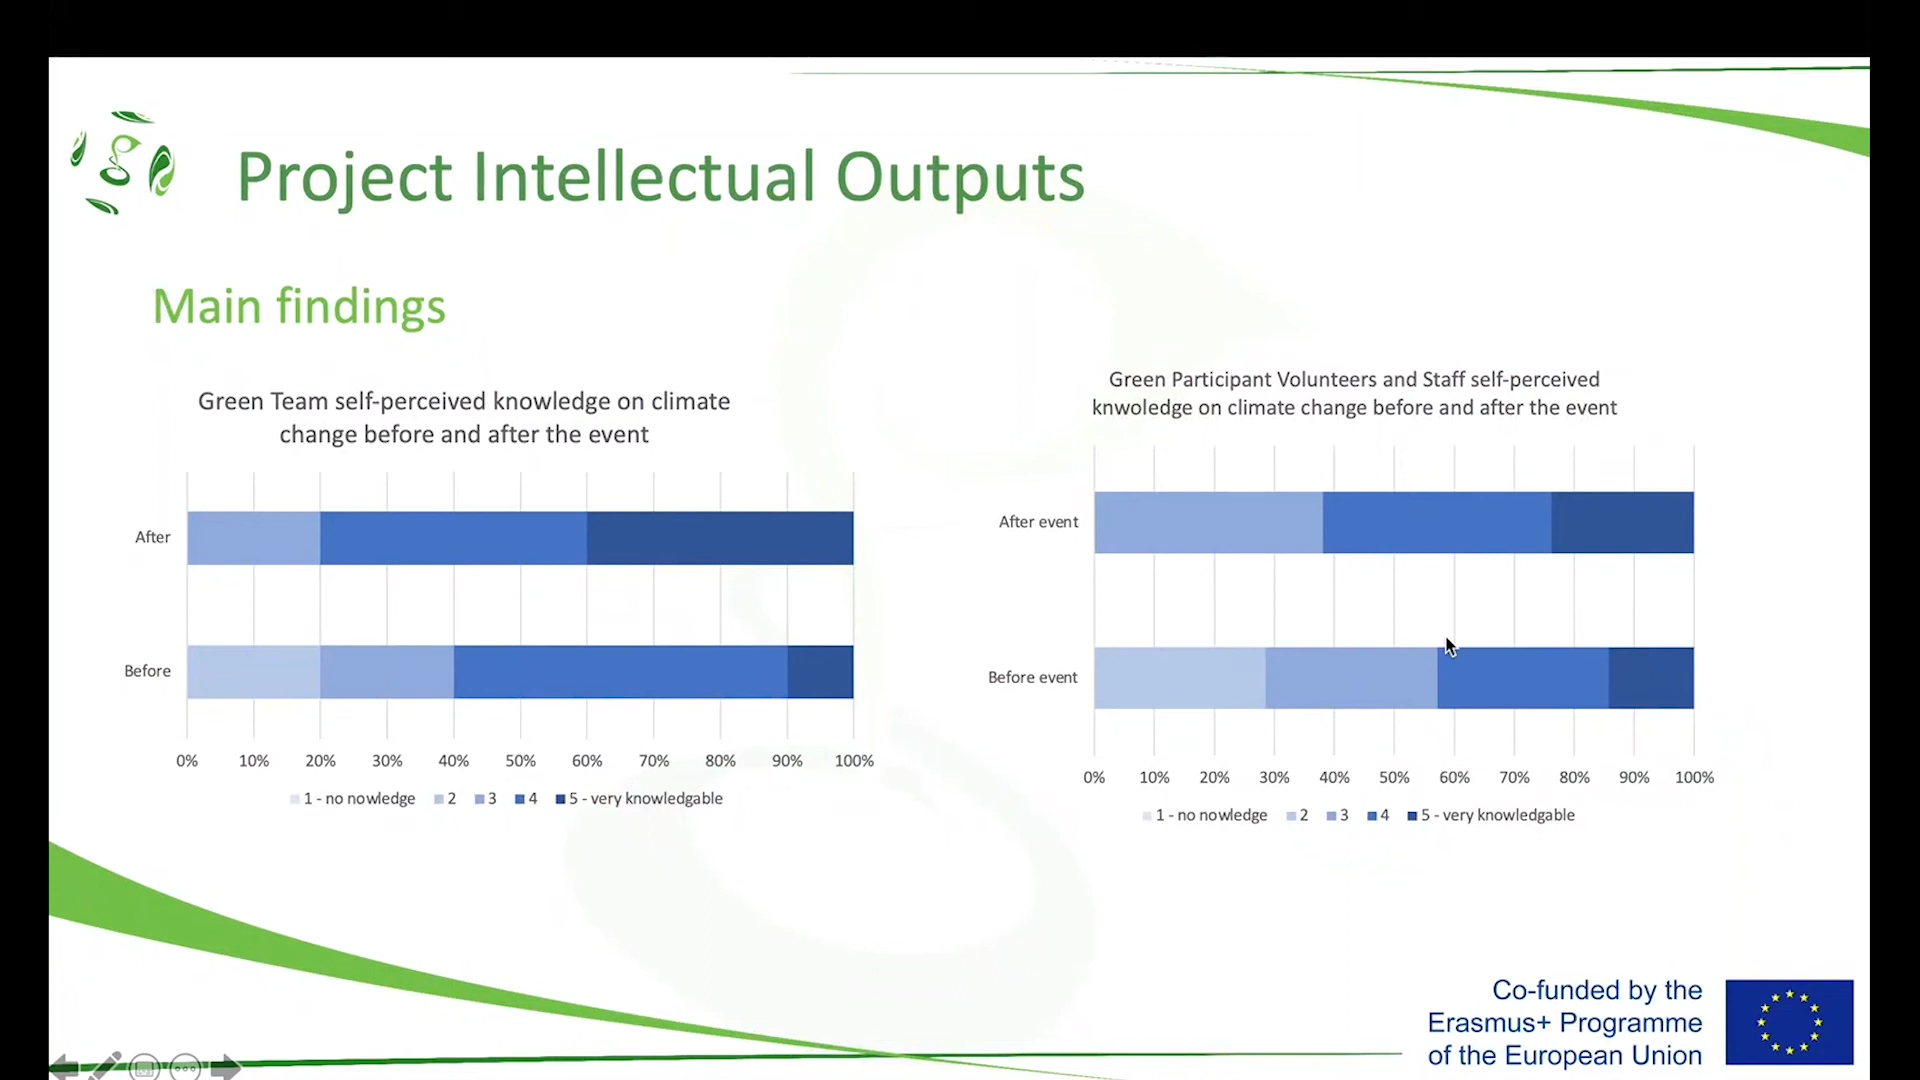 Project Intellectual Outputs
Main findings
Green Team self-perceived knowledge on climate
change before and after the event
After
Before
0% 10% 20% 30% 40% 50% 60% 70% 80% 90% 100%
1 - no nowledge 2 3 4 5 - very knowledgable
Green Participant Volunteers and Staff self-perceived
knwoledge on climate change before and after the event
After event
Before event
0% 10% 20% 30% 40% 50% 60% 70% 80% 90% 100%
1 - no nowledge 2 3 4 5 - very knowledgable
Co-funded by the
Erasmus+ Programme
of the European Union